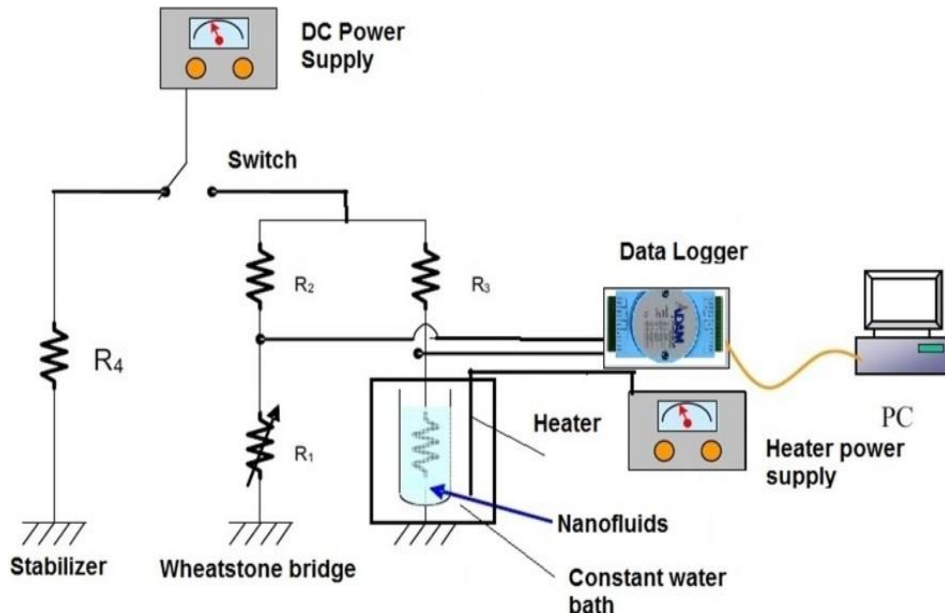 DC Power
Supply
Switch
Data Logger
R2
R3
ADAM
R4
PC
R1
Heater
Heater power
supply
Nanofluids
Stabilizer
Wheatstone bridge
Constant water
bath